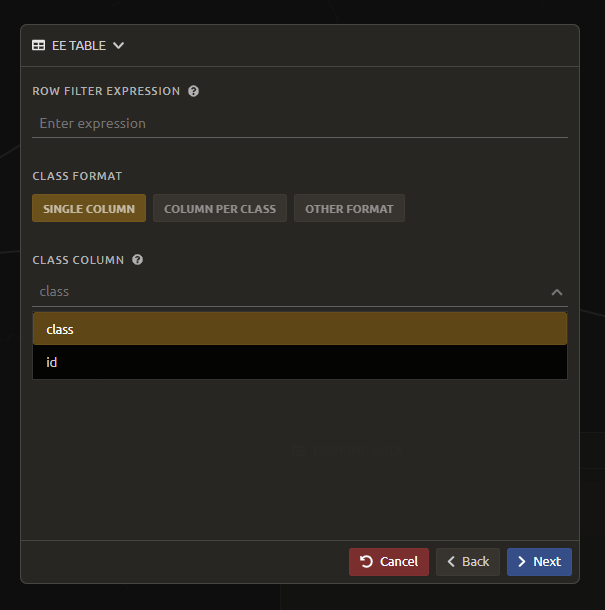 EE TABLE
ROW FILTER EXPRESSION
Enter expression
CLASS FORMAT
SINGLE COLUMN COLUMN PER CLASS OTHER FORMAT
CLASS COLUMN
class
class
id
Cancel Back Next